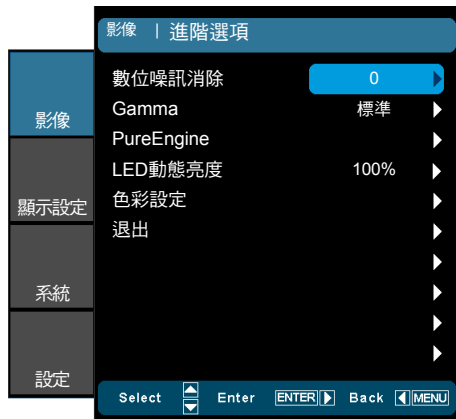 影像 | 進階選項
數位噪訊消除 0
Gamma 標準
PureEngine
LED動態亮度 100%
色彩設定
退出
影像
顯示設定
系統
設定
Select Enter ENTER Back MENU